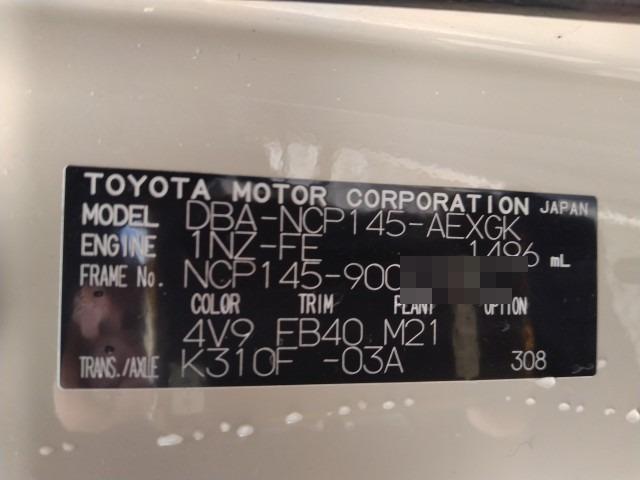 TOYOTA MOTOR CORPORATION JAPAN
MODEL DBA-NCP145-AEXGK
ENGINE 1NZ-FE 1496 mL
FRAME No. NCP145-900
COLOR TRIM PLANT OPTION
4V9 FB40 M21
TRANS./AXLE K310F -03A 308